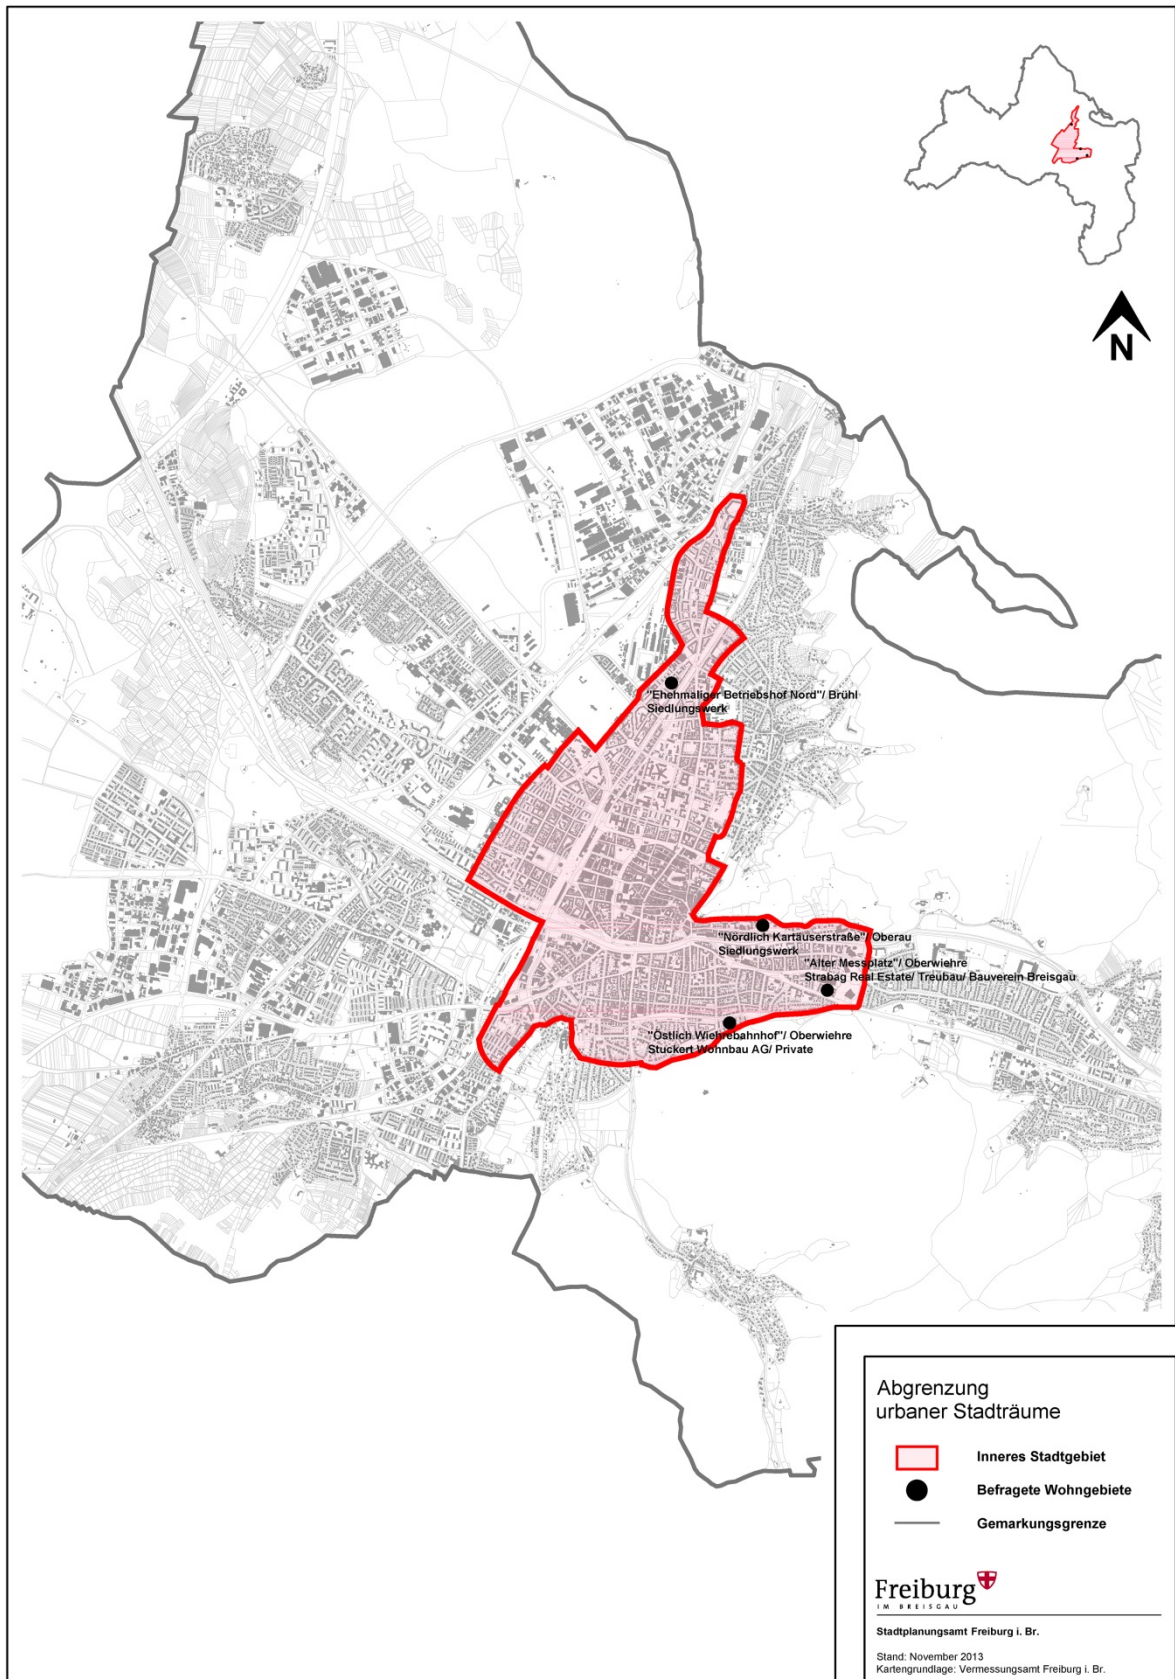 N
"Ehehmaliger Betriebshof Nord"/ Brühl
Siedlungswerk
"Nördlich Kartäuserstraße"/ Oberau
Siedlungswerk
"Alter Messplatz"/ Oberwiehre
Strabag Real Estate/ Treubau/ Bauverein Breisgau
"Östlich Wiehrebahnhof"/ Oberwiehre
Stuckert Wohnbau AG/ Private
Abgrenzung
urbaner Stadträume
Inneres Stadtgebiet
Befragete Wohngebiete
Gemarkungsgrenze
Freiburg
IM BREISGAU
Stadtplanungsamt Freiburg i. Br.
Stand: November 2013
Kartengrundlage: Vermessungsamt Freiburg i. Br.